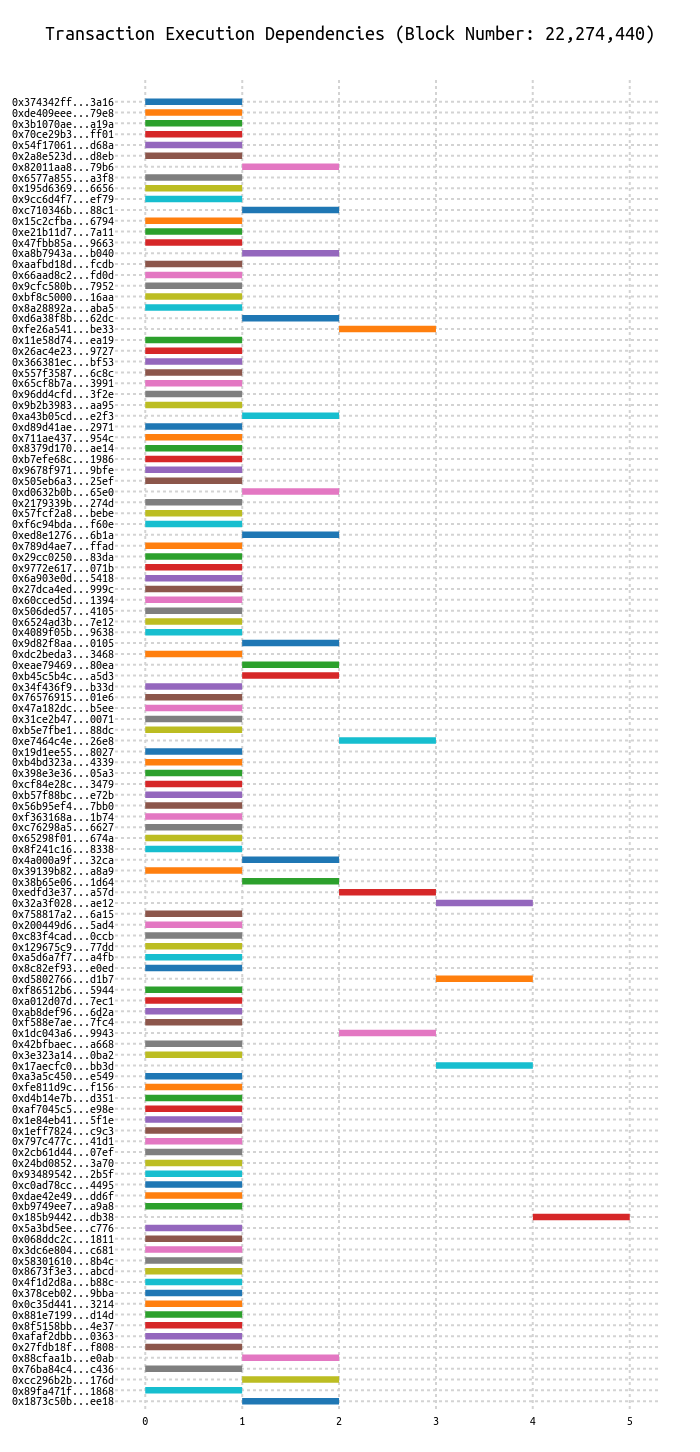 Transaction Execution Dependencies (Block Number: 22,274,440)
0x374342ff...3a16
0xde409eee...79e8
0x3b1070ae...a19a
0x70ce29b3...ff01
0x54f17061...d68a
0x2a8e523d...d8eb
0x82011aa8...79b6
0x6577a855...a3f8
0x195d6369...6656
0x9cc6d4f7...ef79
0xc710346b...88c1
0x15c2cfba...6794
0xe21b11d7...7a11
0x47fbb85a...9663
0xa8b7943a...b040
0xaafbd18d...fcdb
0x66aad8c2...fd0d
0x9cfc580b...7952
0xbf8c5000...16aa
0x8a28892a...aba5
0xd6a38f8b...62dc
0xfe26a541...be33
0x11e58d74...ea19
0x26ac4e23...9727
0x366381ec...bf53
0x557f3587...6c8c
0x65cf8b7a...3991
0x96dd4cfd...3f2e
0x9b2b3983...aa95
0xa43b05cd...e2f3
0xd89d41ae...2971
0x711ae437...954c
0x8379d170...ae14
0xb7efe68c...1986
0x9678f971...9bfe
0x505eb6a3...25ef
0xd0632b0b...65e0
0x2179339b...274d
0x57fcf2a8...bebe
0xf6c94bda...f60e
0xed8e1276...6b1a
0x789d4ae7...ffad
0x29cc0250...83da
0x9772e617...071b
0x6a903e0d...5418
0x27dca4ed...999c
0x60cced5d...1394
0x506ded57...4105
0x6524ad3b...7e12
0x4089f05b...9638
0x9d82f8aa...0105
0xdc2beda3...3468
0xeae79469...80ea
0xb45c5b4c...a5d3
0x34f436f9...b33d
0x76576915...01e6
0x47a182dc...b5ee
0x31ce2b47...0071
0xb5e7fbe1...88dc
0xe7464c4e...26e8
0x19d1ee55...8027
0xb4bd323a...4339
0x398e3e36...05a3
0xcf84e28c...3479
0xb57f88bc...e72b
0x56b95ef4...7bb0
0xf363168a...1b74
0xc76298a5...6627
0x65298f01...674a
0x8f241c16...8338
0x4a000a9f...32ca
0x39139b82...a8a9
0x38b65e06...1d64
0xedfd3e37...a57d
0x32a3f028...ae12
0x758817a2...6a15
0x200449d6...5ad4
0xc83f4cad...0ccb
0x129675c9...77dd
0xa5d6a7f7...a4fb
0x8c82ef93...e0ed
0xd5802766...d1b7
0xf86512b6...5944
0xa012d07d...7ec1
0xab8def96...6d2a
0xf588e7ae...7fc4
0x1dc043a6...9943
0x42bfbaec...a668
0x3e323a14...0ba2
0x17aecfc0...bb3d
0xa3a5c450...e549
0xfe811d9c...f156
0xd4b14e7b...d351
0xaf7045c5...e98e
0x1e84eb41...5f1e
0x1eff7824...c9c3
0x797c477c...41d1
0x2cb61d44...07ef
0x24bd0852...3a70
0x93489542...2b5f
0xc0ad78cc...4495
0xdae42e49...dd6f
0xb9749ee7...a9a8
0x185b9442...db38
0x5a3bd5ee...c776
0x068ddc2c...1811
0x3dc6e804...c681
0x58301610...8b4c
0x8673f3e3...abcd
0x4f1d2d8a...b88c
0x378ceb02...9bba
0x0c35d441...3214
0x881e7199...d14d
0x8f5158bb...4e37
0xafaf2dbb...0363
0x27fdb18f...f808
0x88cfaa1b...e0ab
0x76ba84c4...c436
0xcc296b2b...176d
0x89fa471f...1868
0x1873c50b...ee18
0 1 2 3 4 5